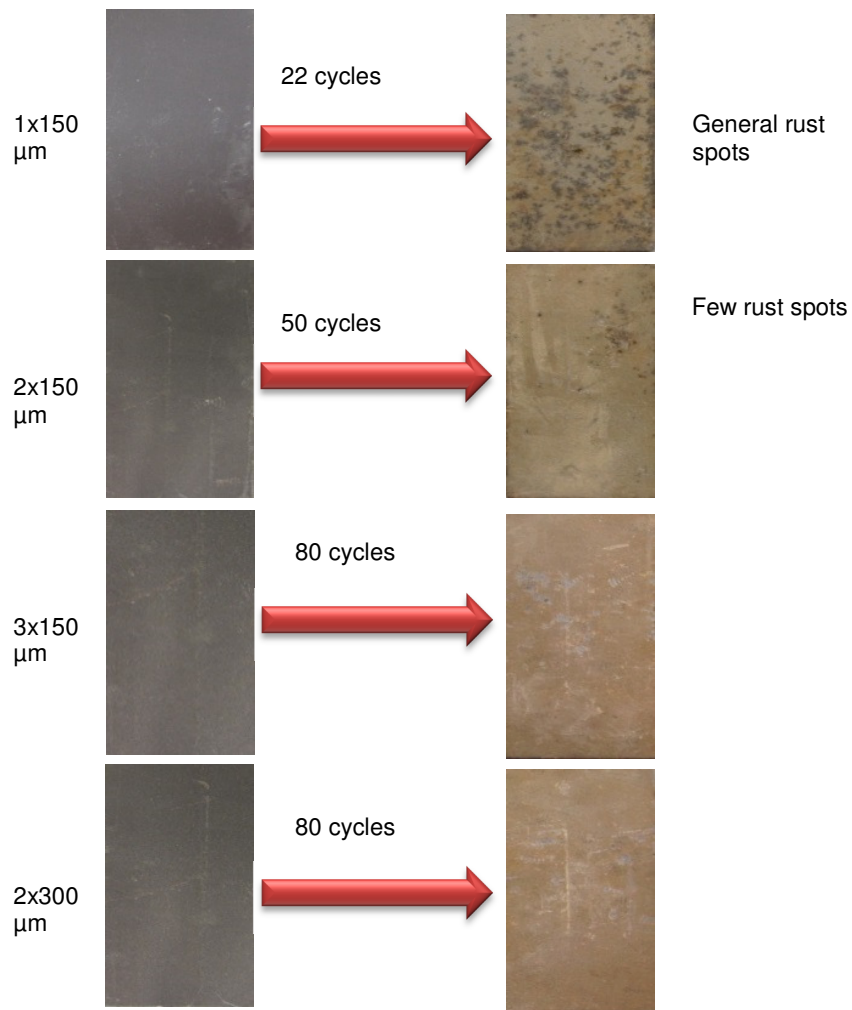 22 cycles
1x150
µm
General rust
spots
50 cycles
Few rust spots
2x150
µm
80 cycles
3x150
µm
80 cycles
2x300
µm